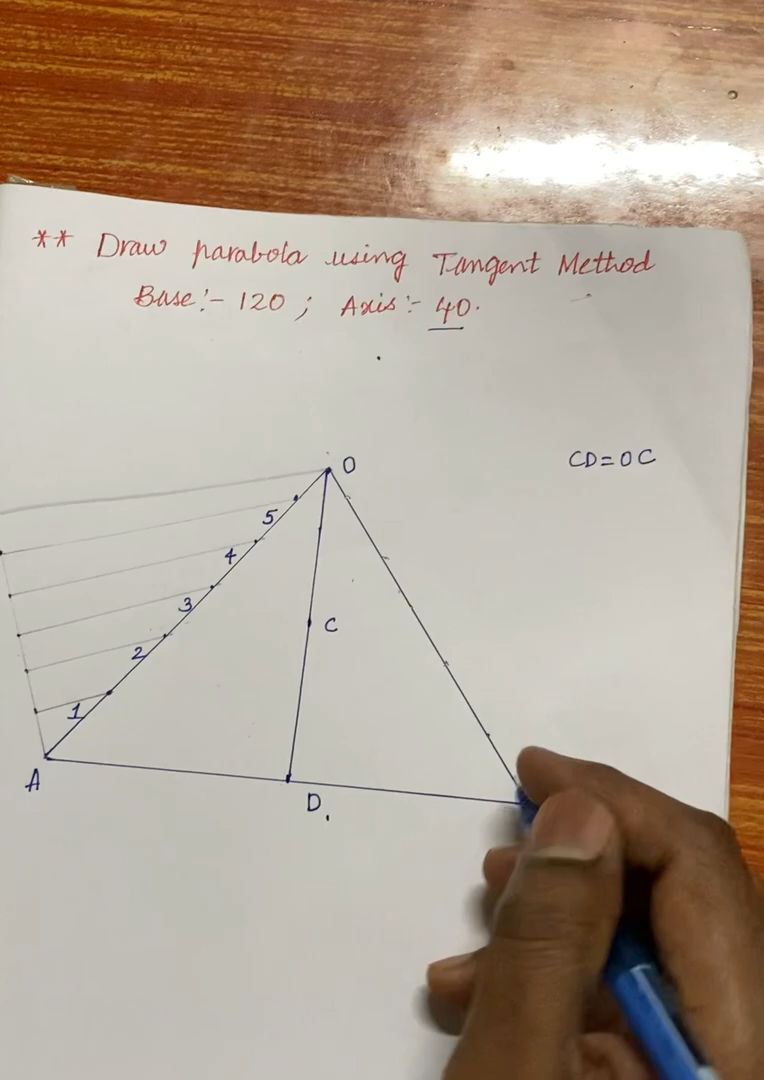 ** Draw parabola using Tangent Method
Base:- 120 ; Axis:- 40.
O
CD=OC
5
4
3
C
2
1
A
D